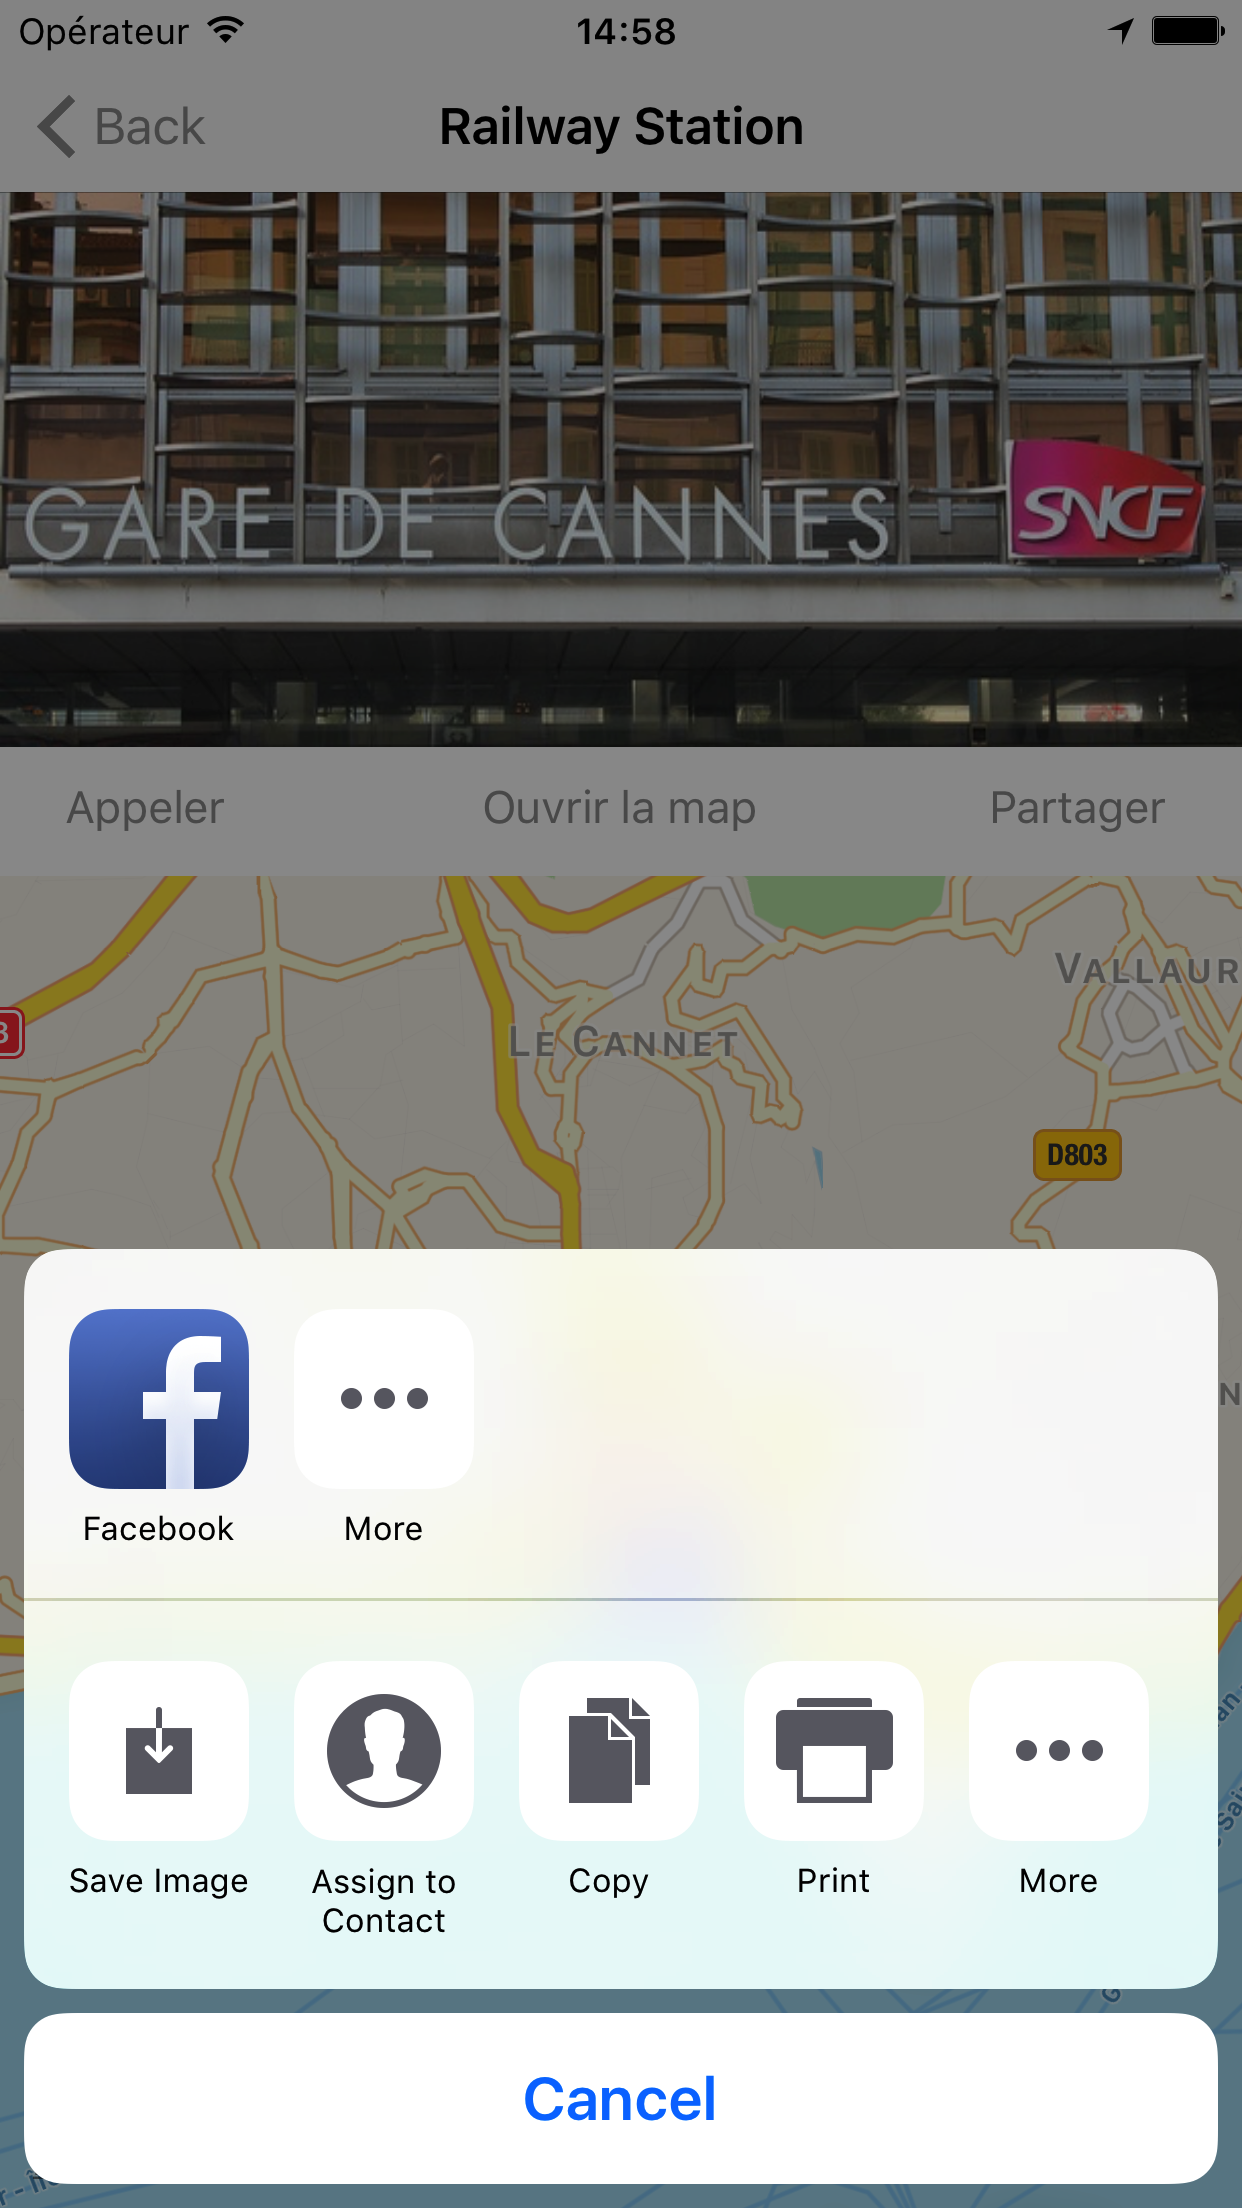 Opérateur 14:58
Back Railway Station
GARE DE CANNES SNCF
Appeler Ouvrir la map Partager
VALLAUR
LE CANNET
D803
Facebook More
Save Image Assign to Contact Copy Print More
Cancel